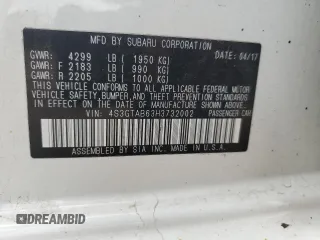 MFD. BY SUBARU CORPORATION
GVWR: 4299 LB ( 1950 KG) DATE: 04/17
GAWR: F 2183 LB ( 990 KG)
GAWR: R 2205 LB ( 1000 KG)
THIS VEHICLE CONFORMS TO ALL APPLICABLE FEDERAL MOTOR
VEHICLE SAFETY, BUMPER, AND THEFT PREVENTION STANDARDS
IN EFFECT ON THE DATE OF MANUFACTURE SHOWN ABOVE.
VIN: 4S3GTAB63H3732002 PASSENGER CAR
ASSEMBLED BY SIA INC. MADE IN U.S.A.
© DREAMBID
DREAMBID